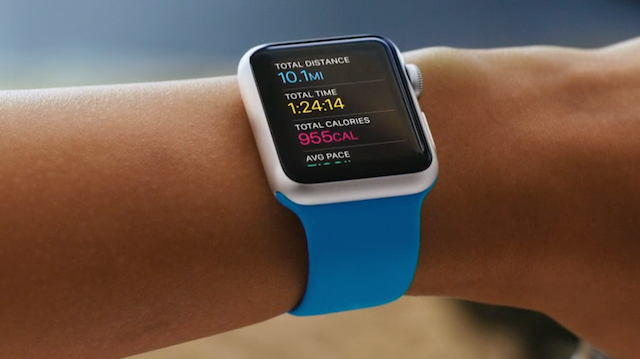 TOTAL DISTANCE
10.1MI
TOTAL TIME
1:24:14
TOTAL CALORIES
955CAL
AVG PACE